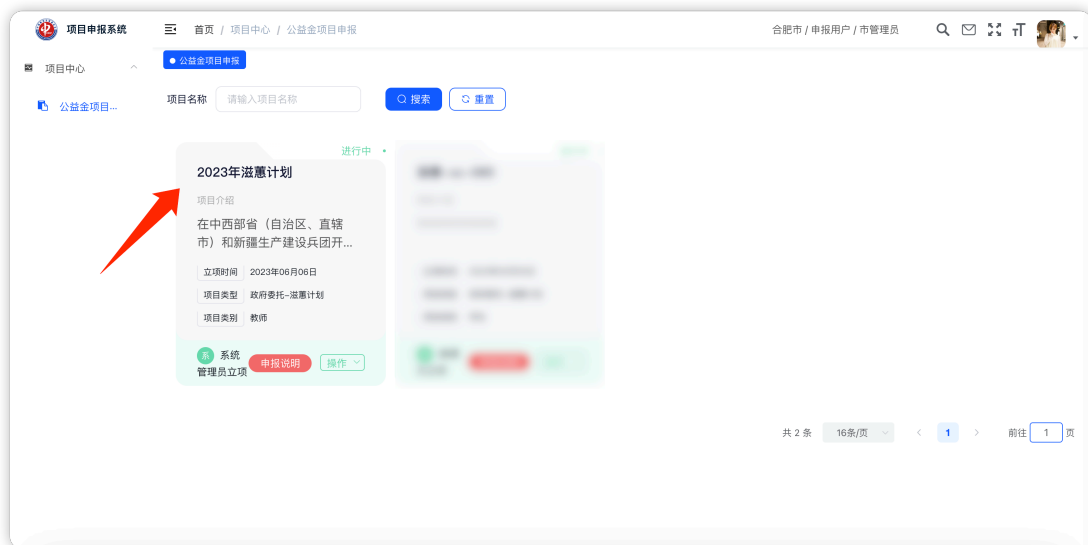 项目申报系统
首页 / 项目中心 / 公益金项目申报
合肥市 / 申报用户 / 市管理员
项目中心
公益金项目...
公益金项目申报
项目名称 请输入项目名称 搜索 重置
进行中
2023年滋蕙计划
项目介绍
在中西部省（自治区、直辖
市）和新疆生产建设兵团开...
立项时间 2023年06月06日
项目类型 政府委托-滋蕙计划
项目类别 教师
系 系统
管理员立项
申报说明 操作
共 2 条 16条/页 < 1 > 前往 1 页